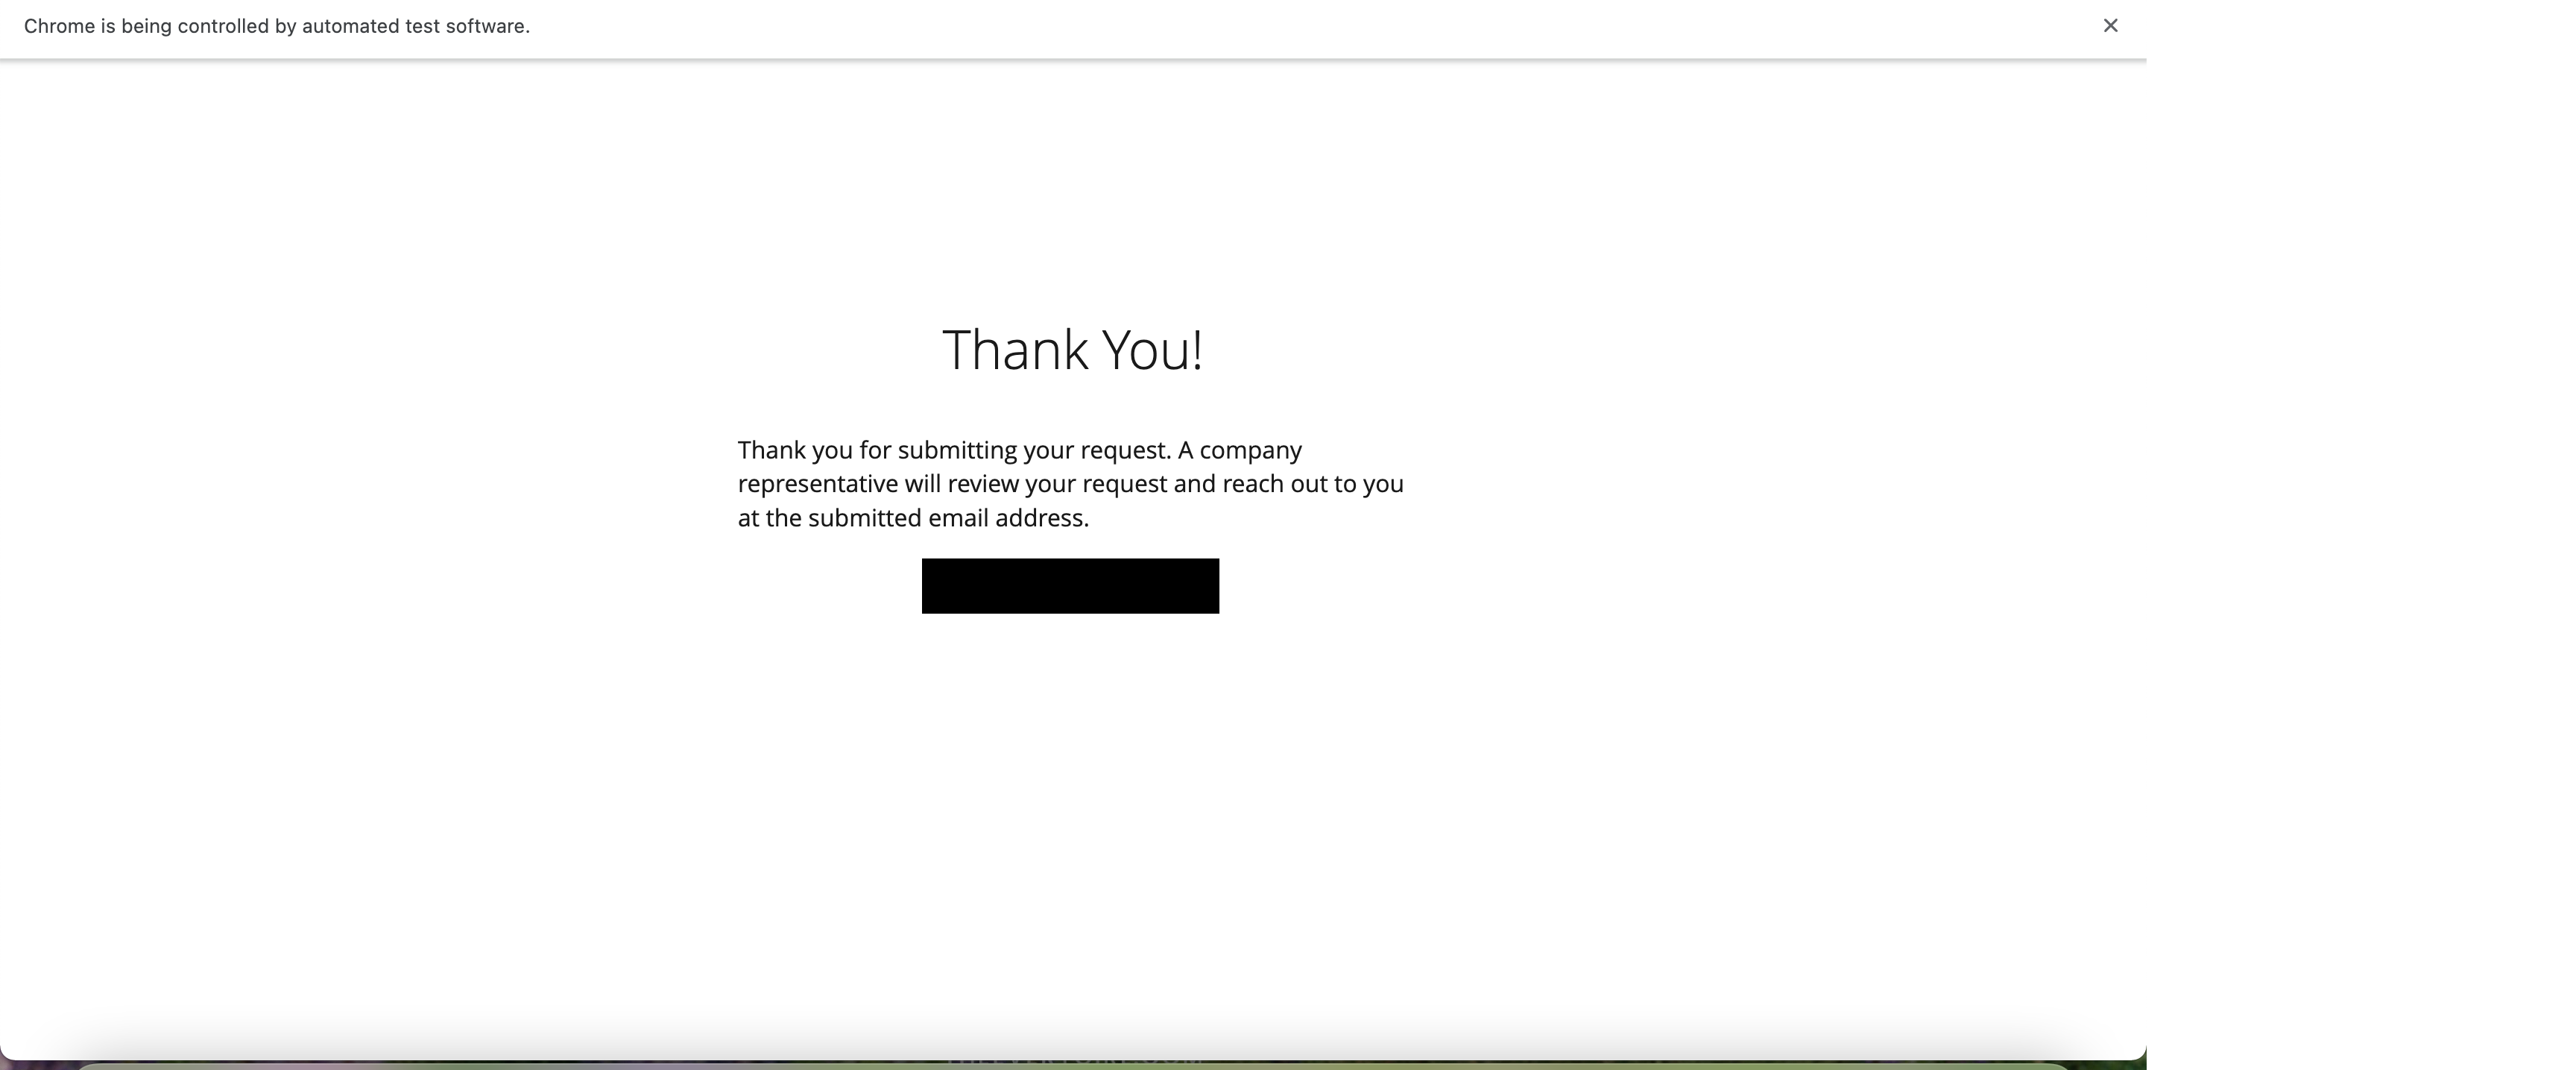 Chrome is being controlled by automated test software.
Thank You!
Thank you for submitting your request. A company
representative will review your request and reach out to you
at the submitted email address.